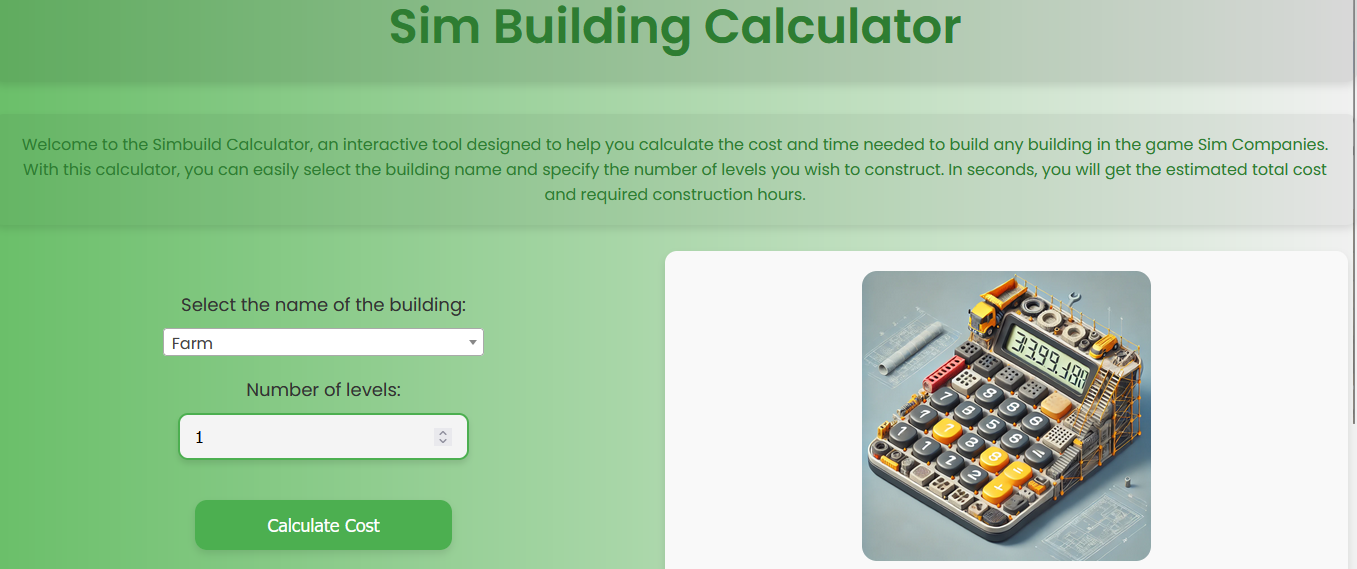 Sim Building Calculator
Welcome to the Simbuild Calculator, an interactive tool designed to help you calculate the cost and time needed to build any building in the game Sim Companies.
With this calculator, you can easily select the building name and specify the number of levels you wish to construct. In seconds, you will get the estimated total cost
and required construction hours.
Select the name of the building:
Farm
Number of levels:
1
Calculate Cost